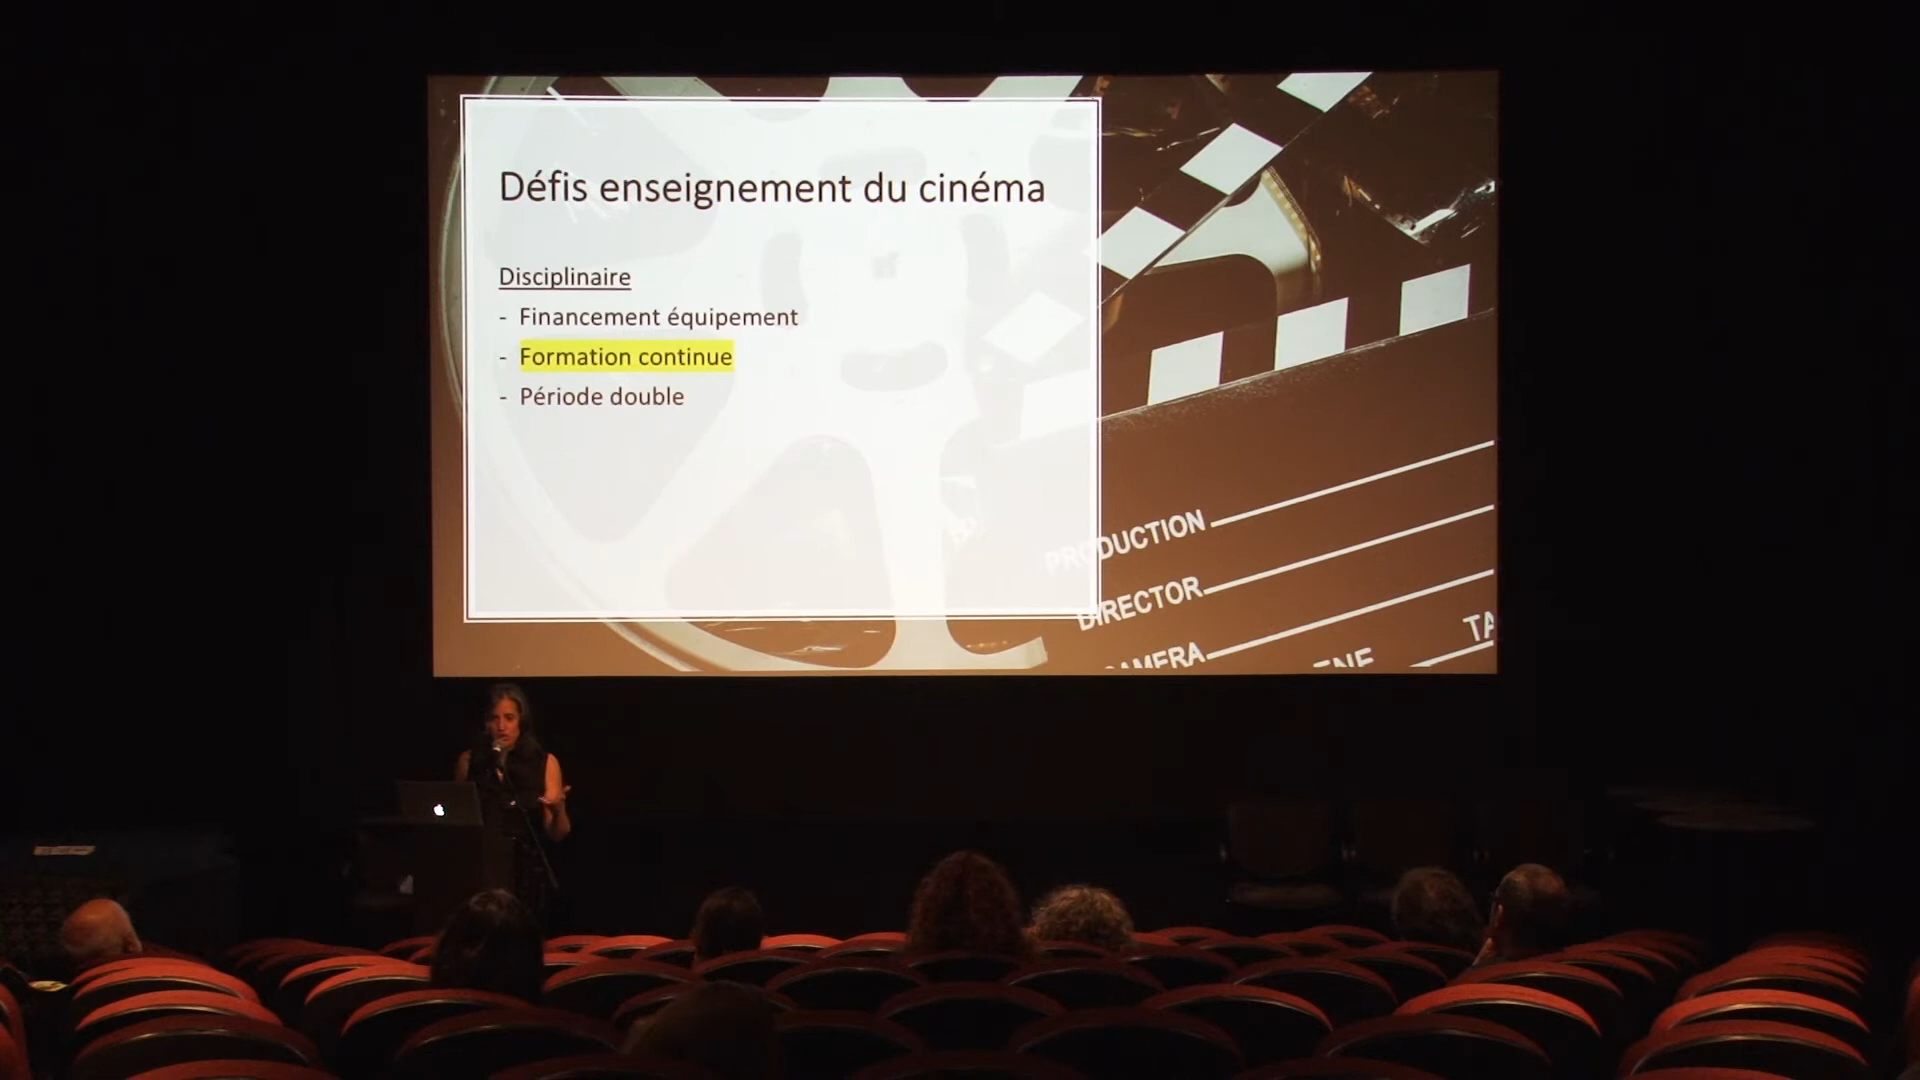 Défis enseignement du cinéma
Disciplinaire
- Financement équipement
- Formation continue
- Période double
PRODUCTION
DIRECTOR